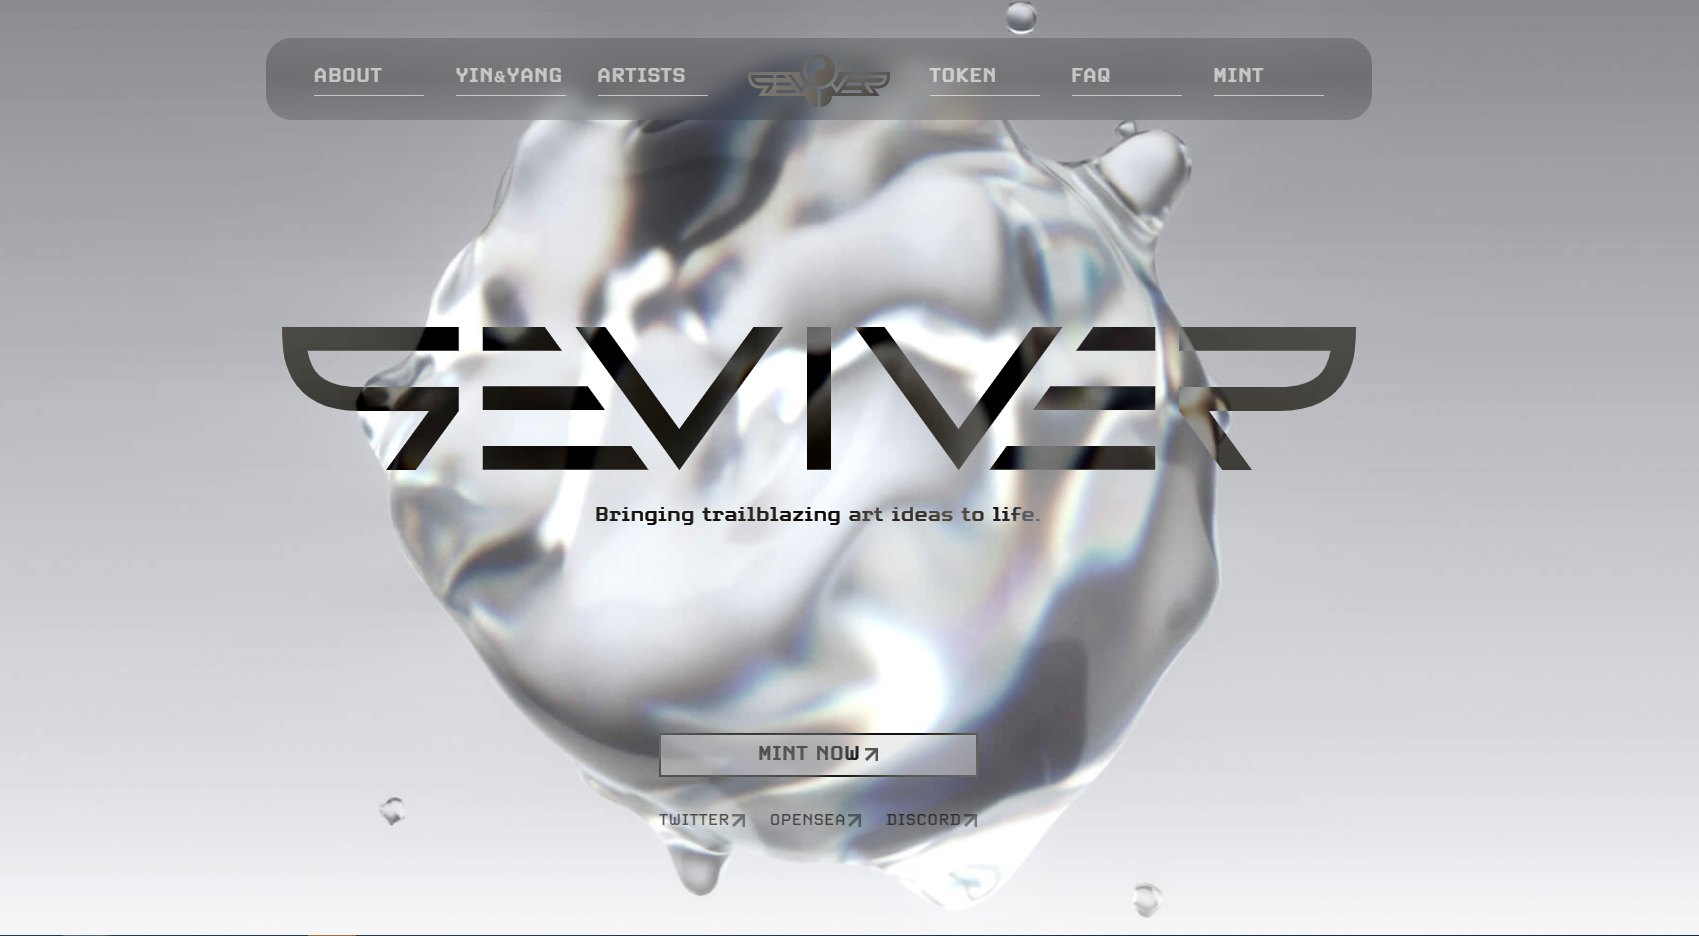 ABOUT YIN&YANG ARTISTS REVIVER TOKEN FAQ MINT
REVIVER
Bringing trailblazing art ideas to life.
MINT NOW
TWITTER OPENSEA DISCORD